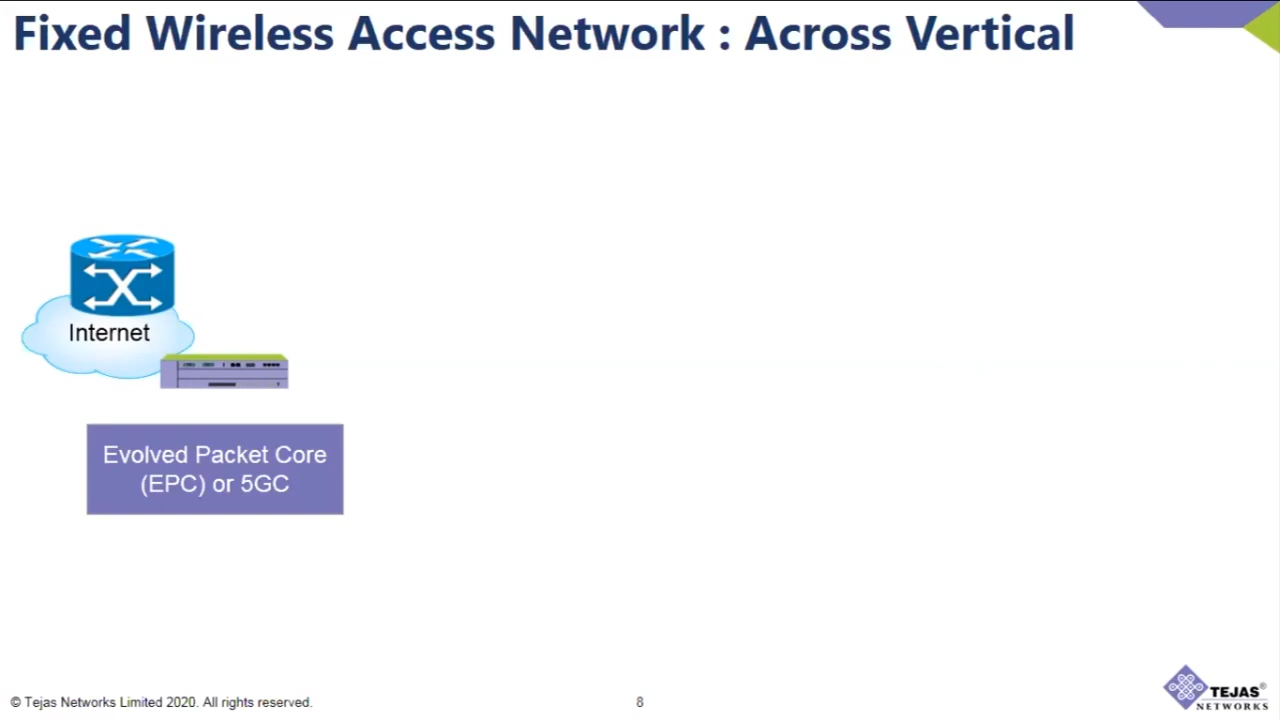 Fixed Wireless Access Network : Across Vertical
Internet
Evolved Packet Core
(EPC) or 5GC
© Tejas Networks Limited 2020. All rights reserved.
8
TEJAS®
NETWORKS